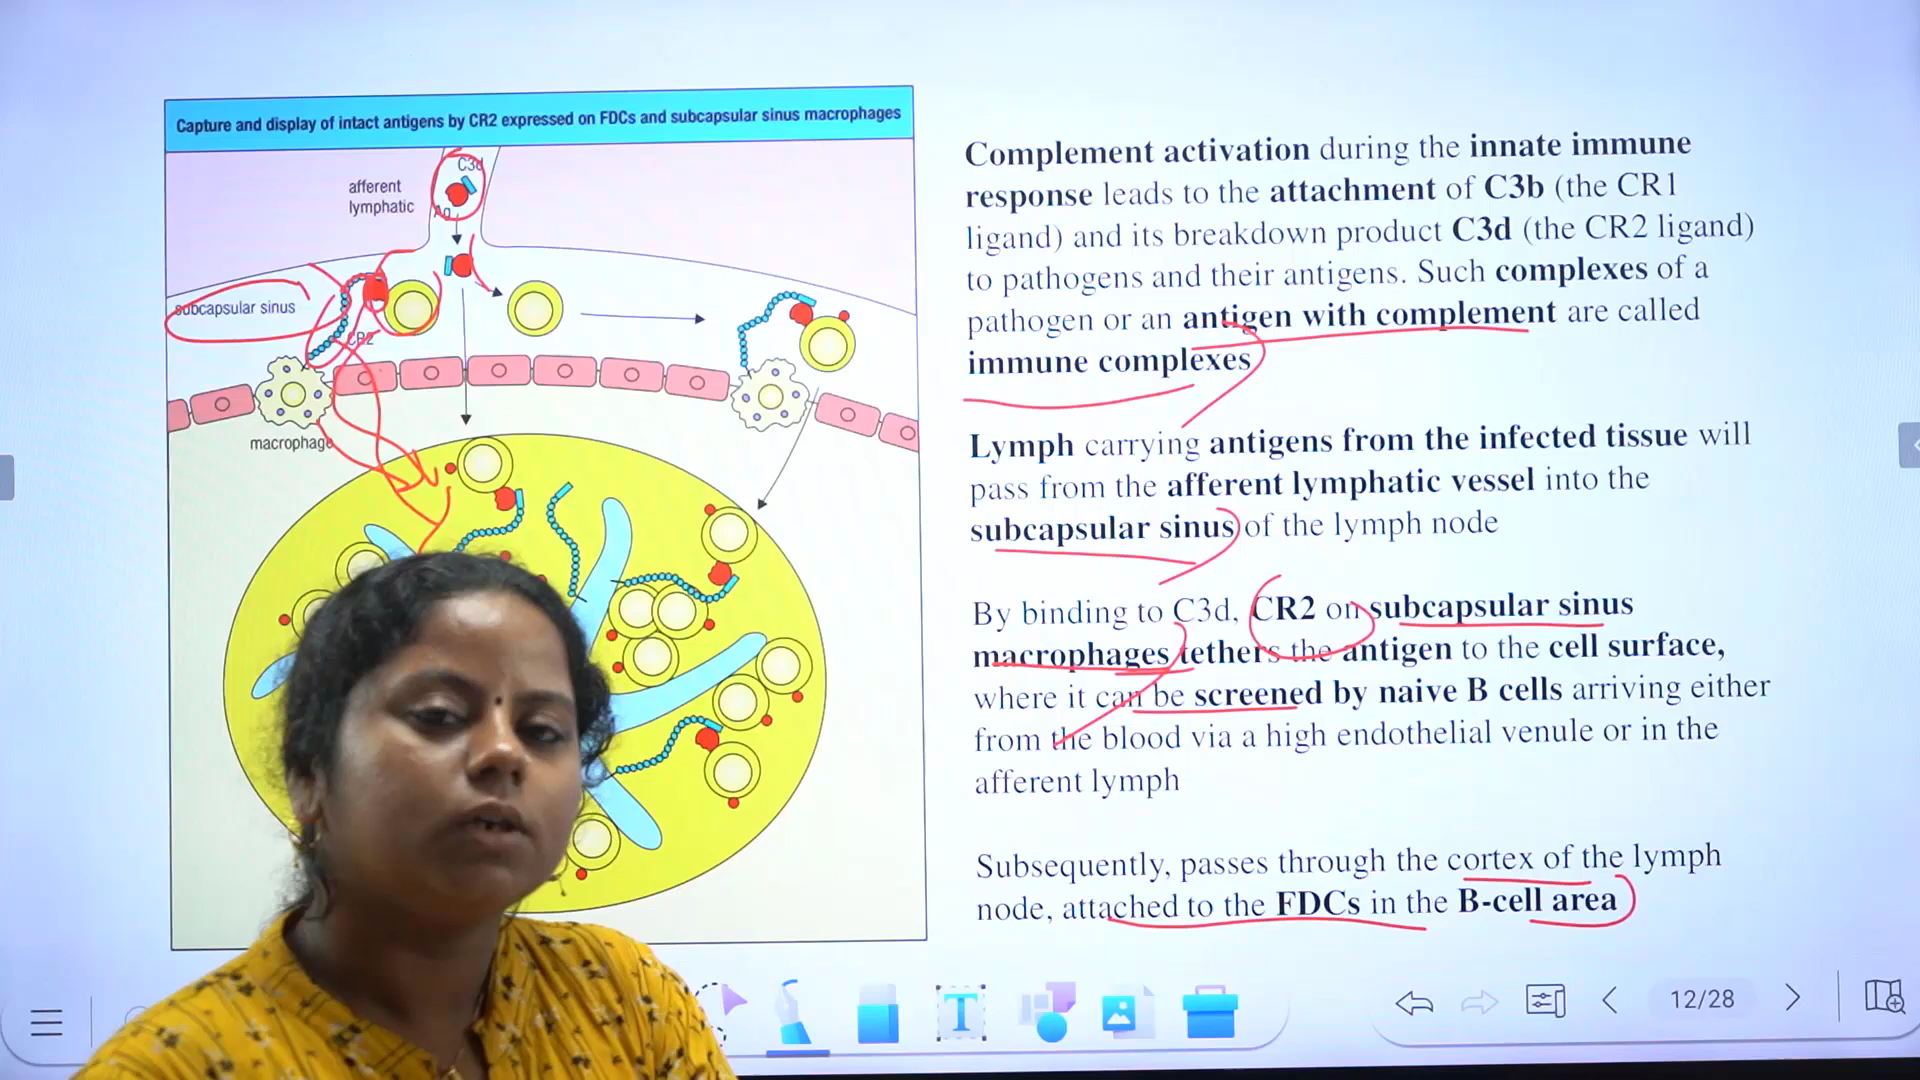 Capture and display of intact antigens by CR2 expressed on FDCs and subcapsular sinus macrophages
C3d
afferent
lymphatic
Ag
subcapsular sinus
CR2
macrophage
Complement activation during the innate immune
response leads to the attachment of C3b (the CR1
ligand) and its breakdown product C3d (the CR2 ligand)
to pathogens and their antigens. Such complexes of a
pathogen or an antigen with complement are called
immune complexes
Lymph carrying antigens from the infected tissue will
pass from the afferent lymphatic vessel into the
subcapsular sinus of the lymph node
By binding to C3d, CR2 on subcapsular sinus
macrophages tethers the antigen to the cell surface,
where it can be screened by naive B cells arriving either
from the blood via a high endothelial venule or in the
afferent lymph
Subsequently, passes through the cortex of the lymph
node, attached to the FDCs in the B-cell area
T
12/28